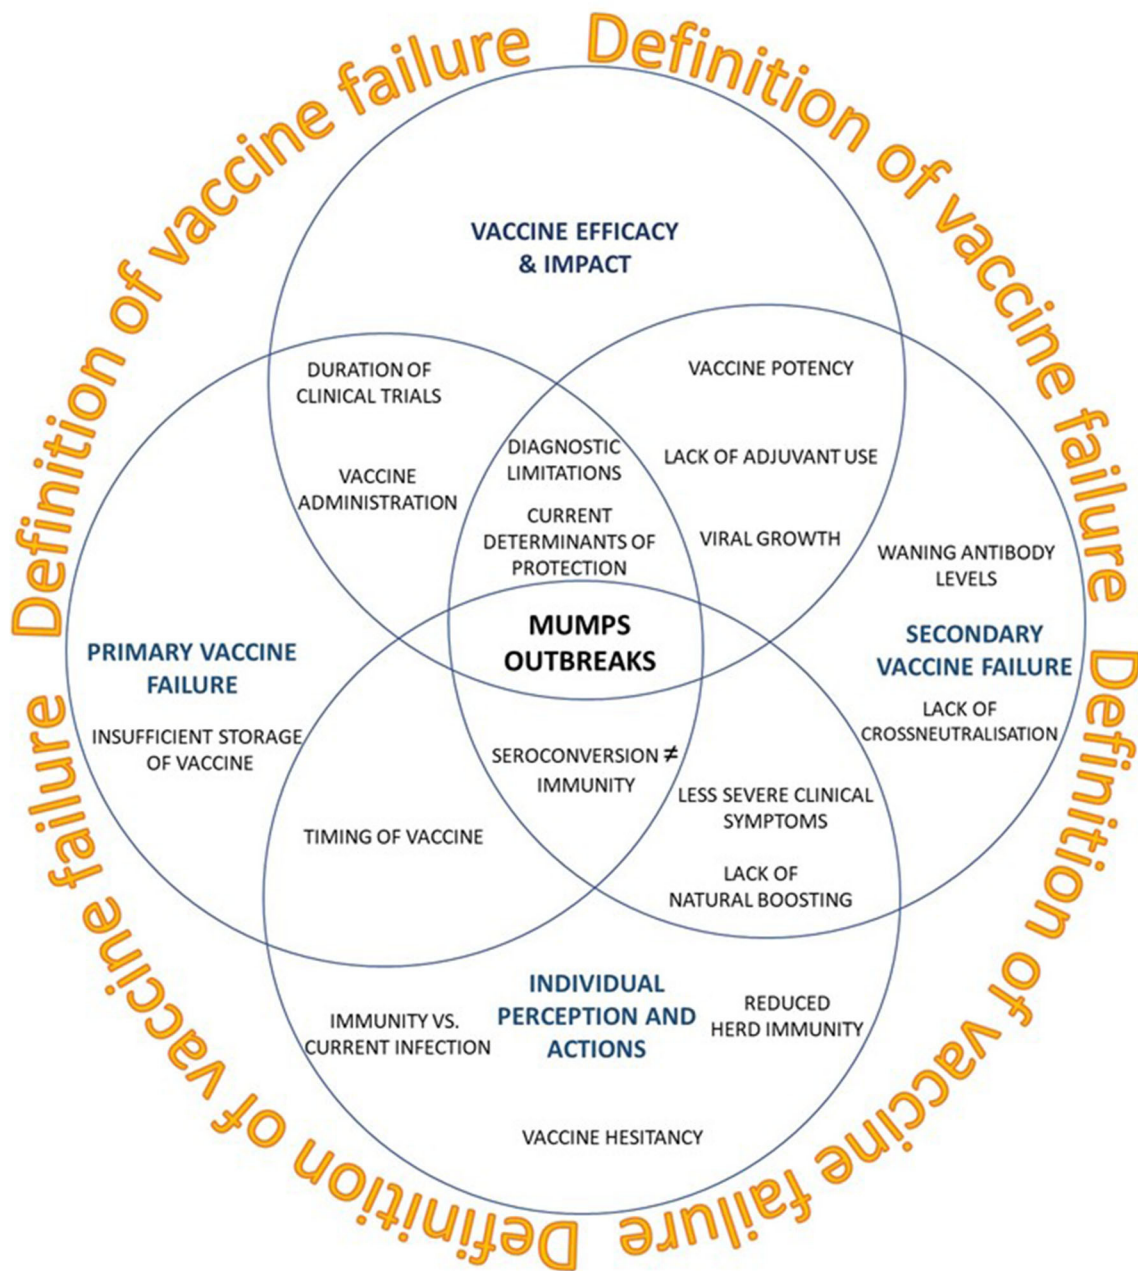 Definition of vaccine failure
Definition of vaccine failure
Definition of vaccine failure
Definition of vaccine failure
VACCINE EFFICACY
& IMPACT
DURATION OF
CLINICAL TRIALS
VACCINE
ADMINISTRATION
DIAGNOSTIC
LIMITATIONS
CURRENT
DETERMINANTS OF
PROTECTION
VACCINE POTENCY
LACK OF ADJUVANT USE
VIRAL GROWTH
WANING ANTIBODY
LEVELS
MUMPS
OUTBREAKS
PRIMARY VACCINE
FAILURE
SECONDARY
VACCINE FAILURE
INSUFFICIENT STORAGE
OF VACCINE
LACK OF
CROSSNEUTRALISATION
SEROCONVERSION ≠
IMMUNITY
LESS SEVERE CLINICAL
SYMPTOMS
TIMING OF VACCINE
LACK OF
NATURAL BOOSTING
INDIVIDUAL
PERCEPTION AND
ACTIONS
IMMUNITY VS.
CURRENT INFECTION
REDUCED
HERD IMMUNITY
VACCINE HESITANCY